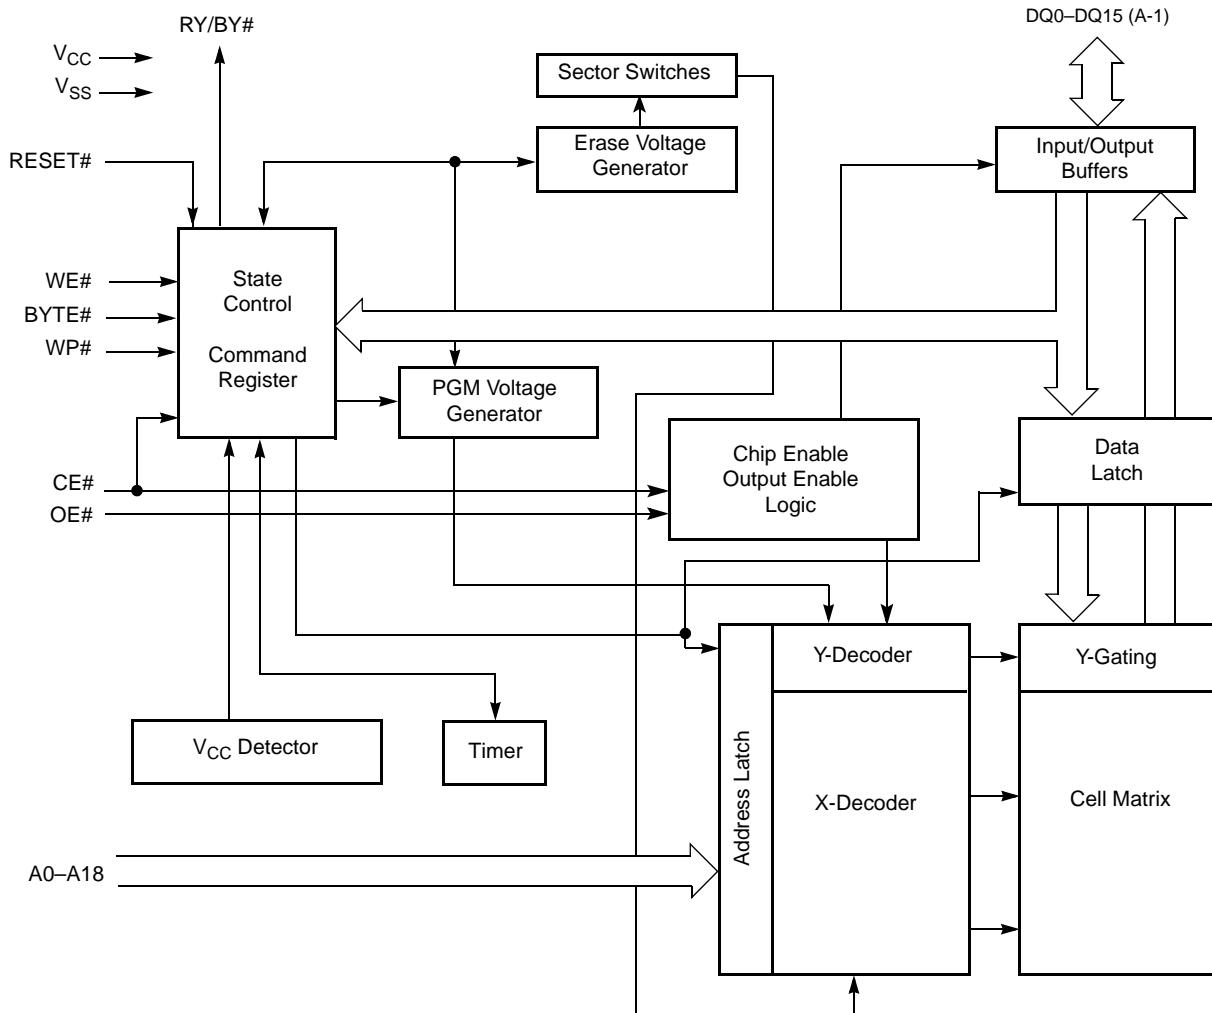 RY/BY#
DQ0–DQ15 (A-1)
VCC
VSS
Sector Switches
RESET#
Erase Voltage
Generator
Input/Output
Buffers
WE#
BYTE#
WP#
State
Control
Command
Register
PGM Voltage
Generator
CE#
OE#
Chip Enable
Output Enable
Logic
Data
Latch
Y-Decoder
Y-Gating
VCC Detector
Timer
Address Latch
X-Decoder
Cell Matrix
A0–A18